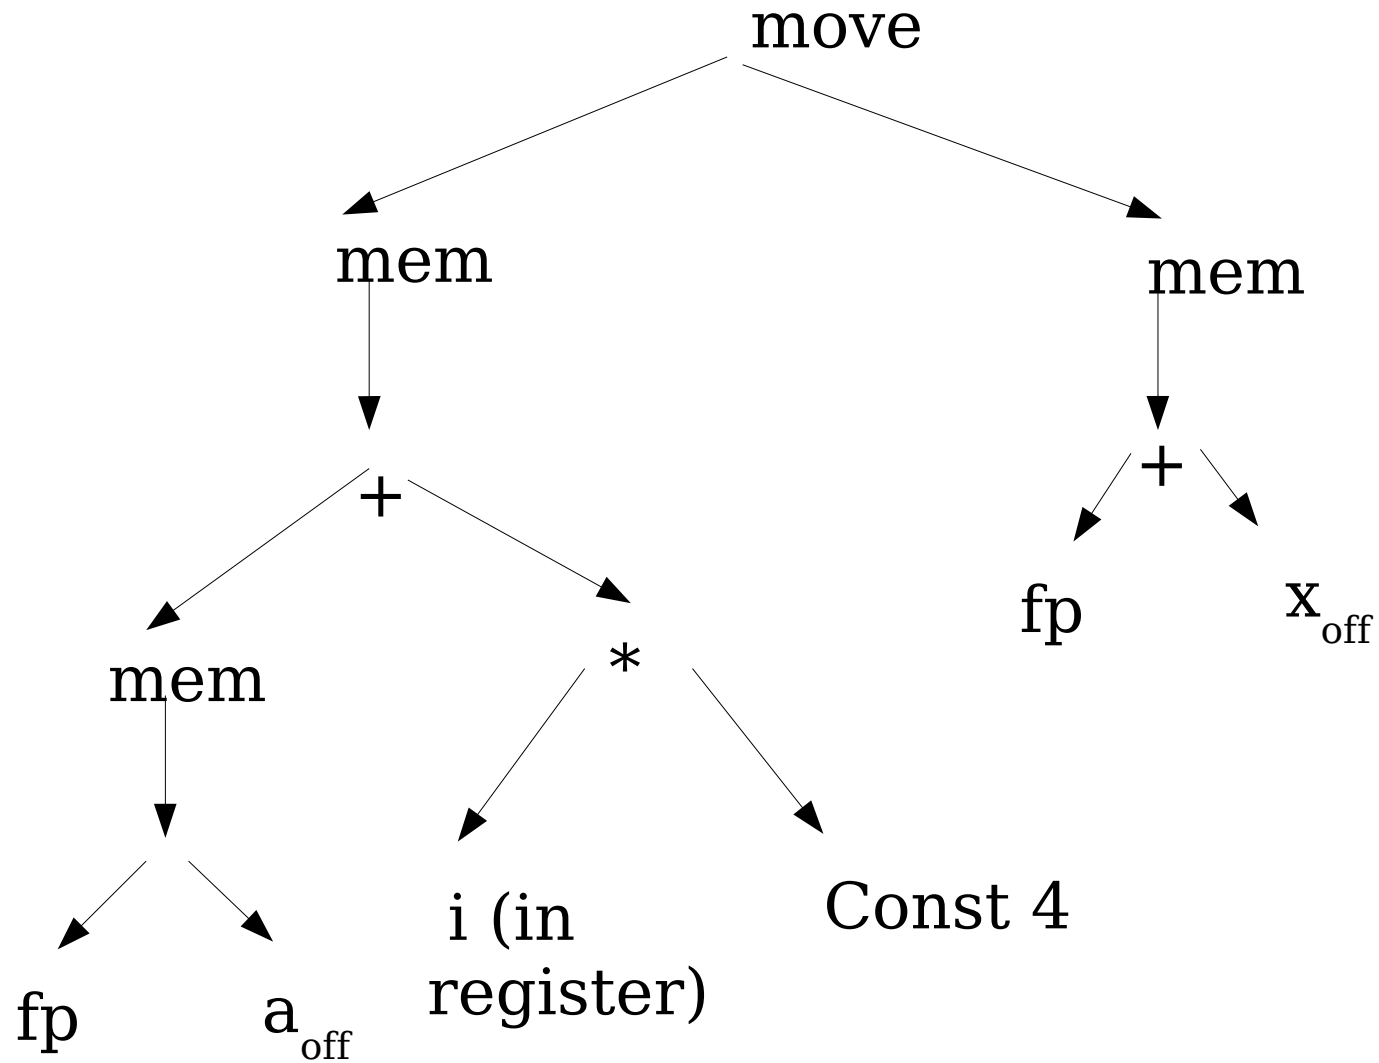 move
mem
mem
+
+
fp
x off
mem
*
i (in
register)
Const 4
fp
a off